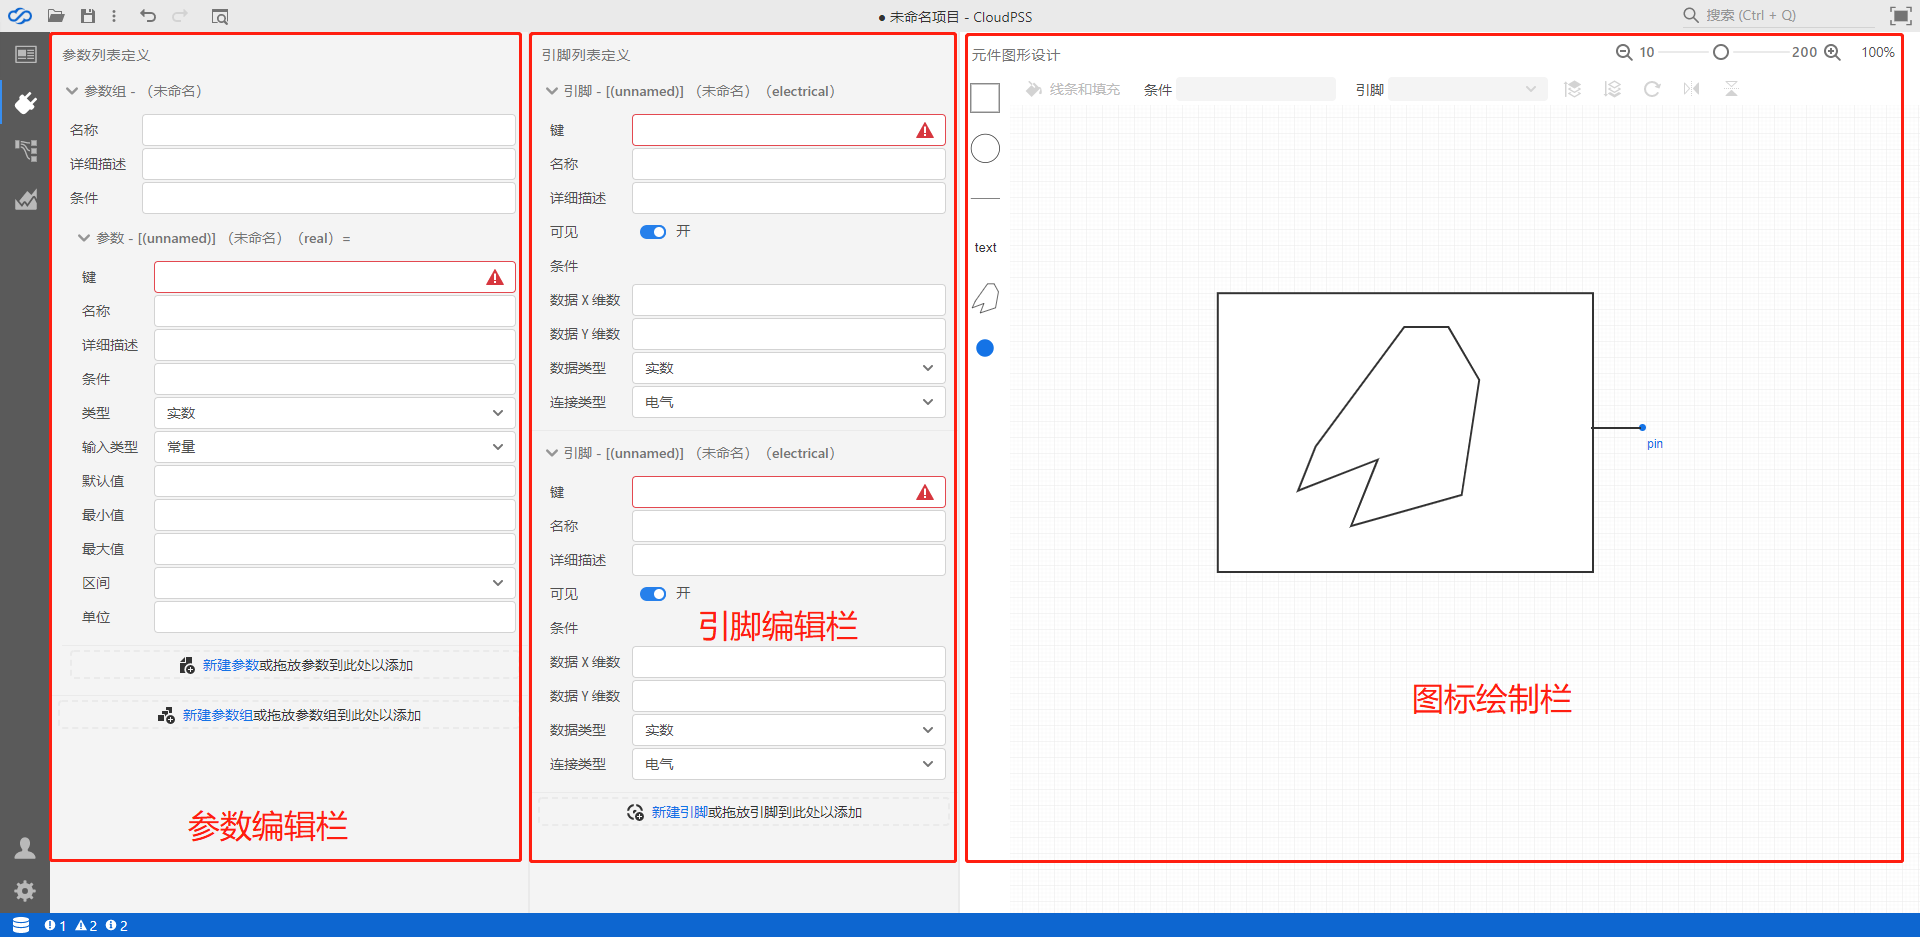 ● 未命名项目 - CloudPSS
搜索 (Ctrl + Q)
参数列表定义
参数组 - （未命名）
名称
详细描述
条件
参数 - [(unnamed)] （未命名）（real）=
键
名称
详细描述
条件
类型 实数
输入类型 常量
默认值
最小值
最大值
区间
单位
新建参数或拖放参数到此处以添加
新建参数组或拖放参数组到此处以添加
参数编辑栏
引脚列表定义
引脚 - [(unnamed)] （未命名）（electrical）
键
名称
详细描述
可见 开
条件
数据 X 维数
数据 Y 维数
数据类型 实数
连接类型 电气
引脚 - [(unnamed)] （未命名）（electrical）
键
名称
详细描述
可见 开
引脚编辑栏
条件
数据 X 维数
数据 Y 维数
数据类型 实数
连接类型 电气
新建引脚或拖放引脚到此处以添加
元件图形设计
10 200 100%
线条和填充 条件 引脚
text
pin
图标绘制栏
1 2 2